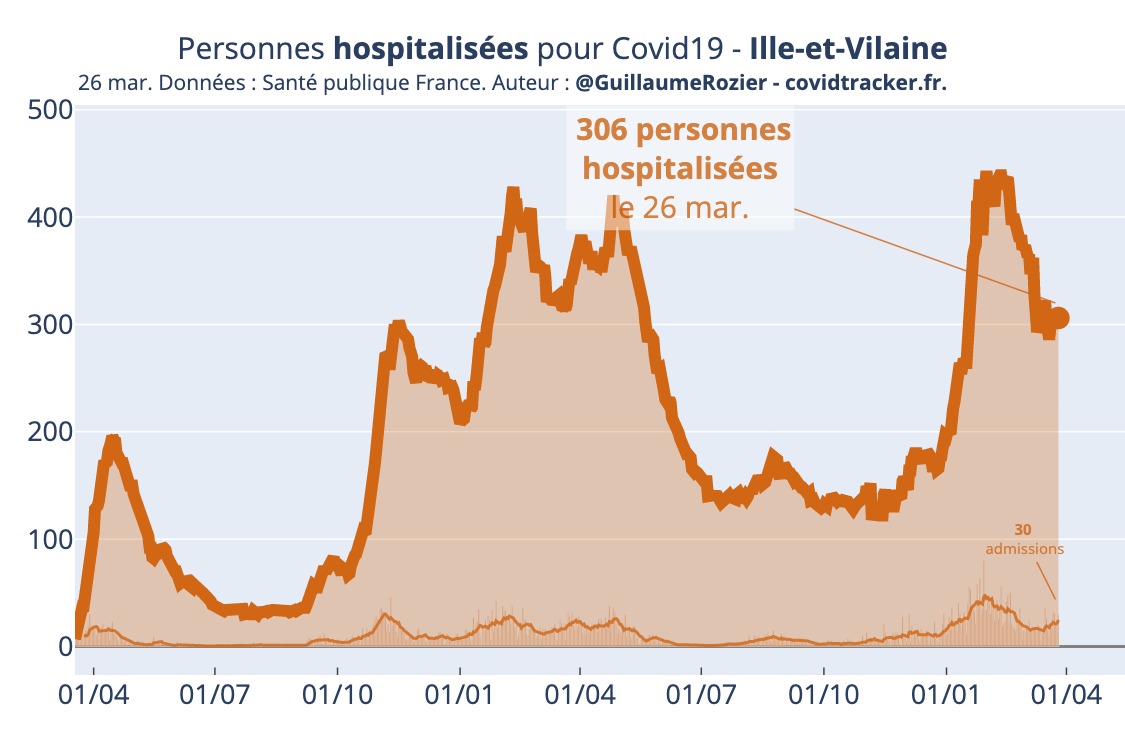 Personnes hospitalisées pour Covid19 - Ille-et-Vilaine
26 mar. Données : Santé publique France. Auteur : @GuillaumeRozier - covidtracker.fr.
500
306 personnes
hospitalisées
le 26 mar.
400
300
200
100
30
admissions
0
01/04 01/07 01/10 01/01 01/04 01/07 01/10 01/01 01/04